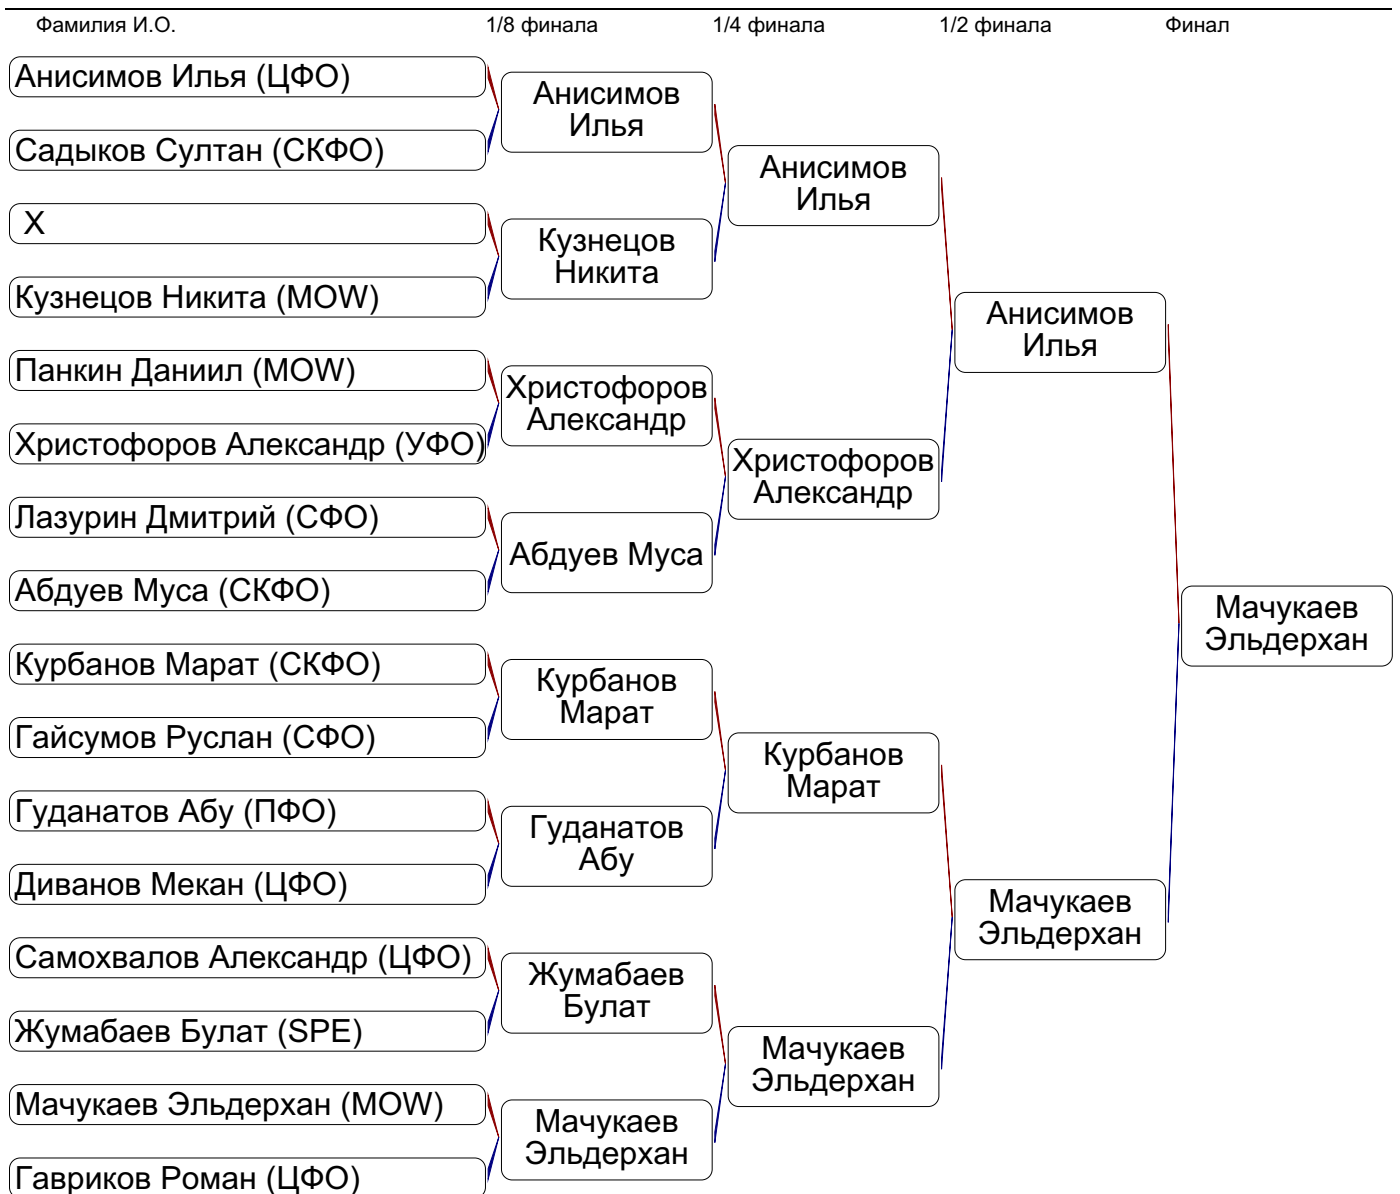 Фамилия И.О. 1/8 финала 1/4 финала 1/2 финала Финал
Анисимов Илья (ЦФО)
Садыков Султан (СКФО)
X
Кузнецов Никита (MOW)
Панкин Даниил (MOW)
Христофоров Александр (УФО)
Лазурин Дмитрий (СФО)
Абдуев Муса (СКФО)
Курбанов Марат (СКФО)
Гайсумов Руслан (СФО)
Гуданатов Абу (ПФО)
Диванов Мекан (ЦФО)
Самохвалов Александр (ЦФО)
Жумабаев Булат (SPE)
Мачукаев Эльдерхан (MOW)
Гавриков Роман (ЦФО)
Анисимов
Илья
Кузнецов
Никита
Христофоров
Александр
Абдуев Муса
Курбанов
Марат
Гуданатов
Абу
Жумабаев
Булат
Мачукаев
Эльдерхан
Анисимов
Илья
Христофоров
Александр
Курбанов
Марат
Мачукаев
Эльдерхан
Анисимов
Илья
Мачукаев
Эльдерхан
Мачукаев
Эльдерхан